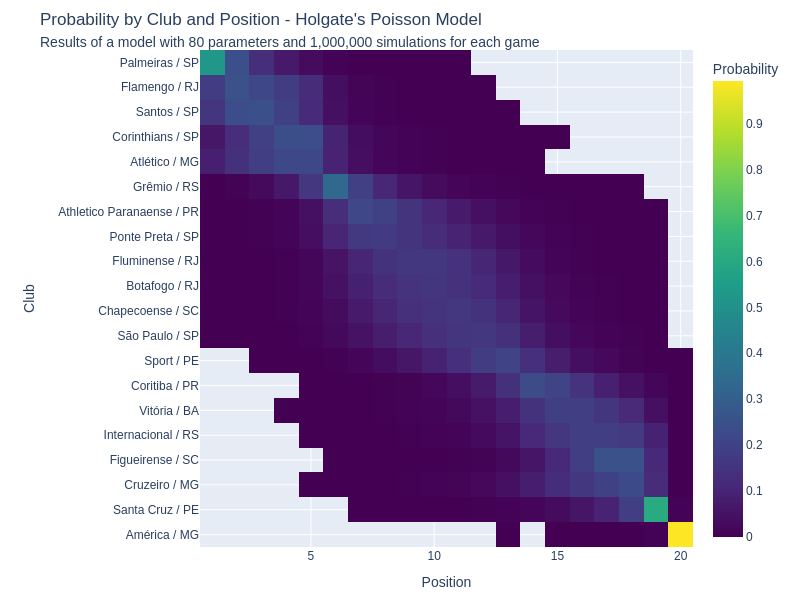 Probability by Club and Position - Holgate's Poisson Model
Results of a model with 80 parameters and 1,000,000 simulations for each game
Probability
Palmeiras / SP
Flamengo / RJ
Santos / SP
Corinthians / SP
Atlético / MG
Grêmio / RS
Athletico Paranaense / PR
Ponte Preta / SP
Fluminense / RJ
Botafogo / RJ
Chapecoense / SC
São Paulo / SP
Sport / PE
Coritiba / PR
Vitória / BA
Internacional / RS
Figueirense / SC
Cruzeiro / MG
Santa Cruz / PE
América / MG
Club
5 10 15 20
Position
0.9
0.8
0.7
0.6
0.5
0.4
0.3
0.2
0.1
0